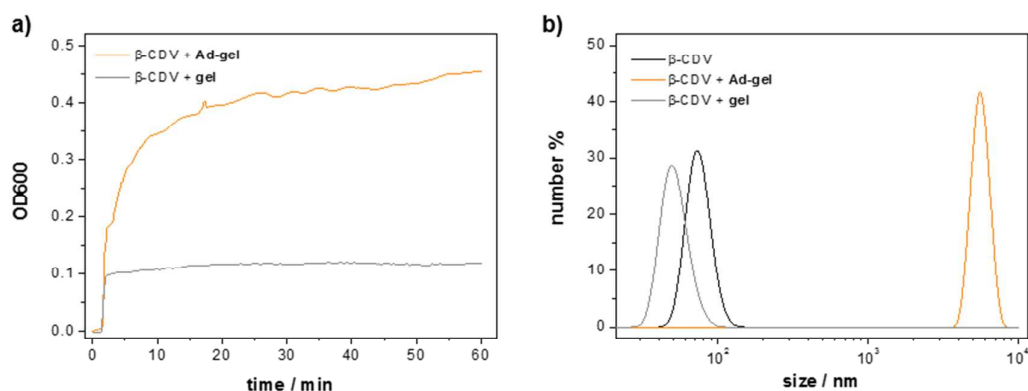 a)
β-CDV + Ad-gel
β-CDV + gel
OD600
0.5
0.4
0.3
0.2
0.1
0.0
0 10 20 30 40 50 60
time / min
b)
β-CDV
β-CDV + Ad-gel
β-CDV + gel
number %
50
40
30
20
10
0
10² 10³ 10⁴
size / nm